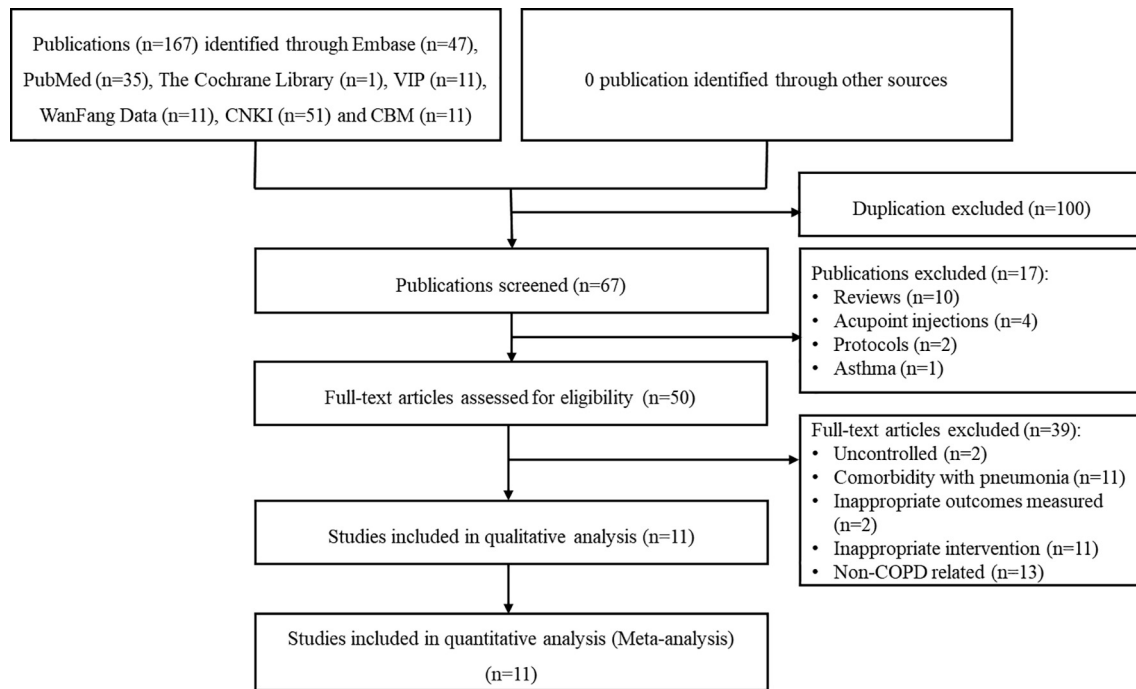 Publications (n=167) identified through Embase (n=47),
PubMed (n=35), The Cochrane Library (n=1), VIP (n=11),
WanFang Data (n=11), CNKI (n=51) and CBM (n=11)
0 publication identified through other sources
Duplication excluded (n=100)
Publications screened (n=67)
Publications excluded (n=17):
• Reviews (n=10)
• Acupoint injections (n=4)
• Protocols (n=2)
• Asthma (n=1)
Full-text articles assessed for eligibility (n=50)
Full-text articles excluded (n=39):
• Uncontrolled (n=2)
• Comorbidity with pneumonia (n=11)
• Inappropriate outcomes measured
(n=2)
• Inappropriate intervention (n=11)
• Non-COPD related (n=13)
Studies included in qualitative analysis (n=11)
Studies included in quantitative analysis (Meta-analysis)
(n=11)